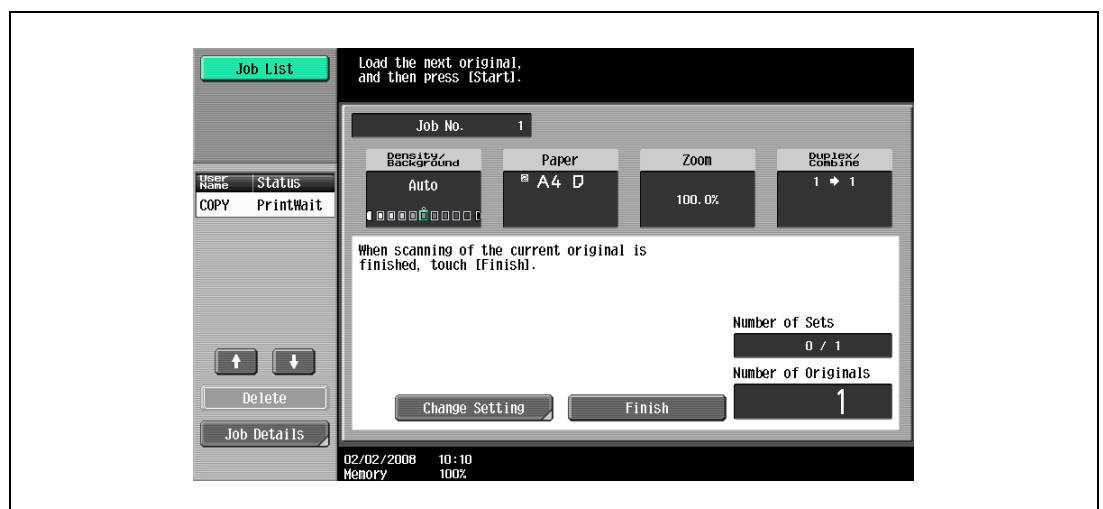 Job List
Load the next original,
and then press [Start].
Job No. 1
Density/
Background
Paper
Zoom
Duplex/
Combine
Auto
2 A4
100.0%
1 → 1
User
Name
Status
COPY PrintWait
When scanning of the current original is
finished, touch [Finish].
Number of Sets
0 / 1
Number of Originals
1
↑ ↓
Delete
Job Details
Change Setting
Finish
02/02/2008 10:10
Memory 100%